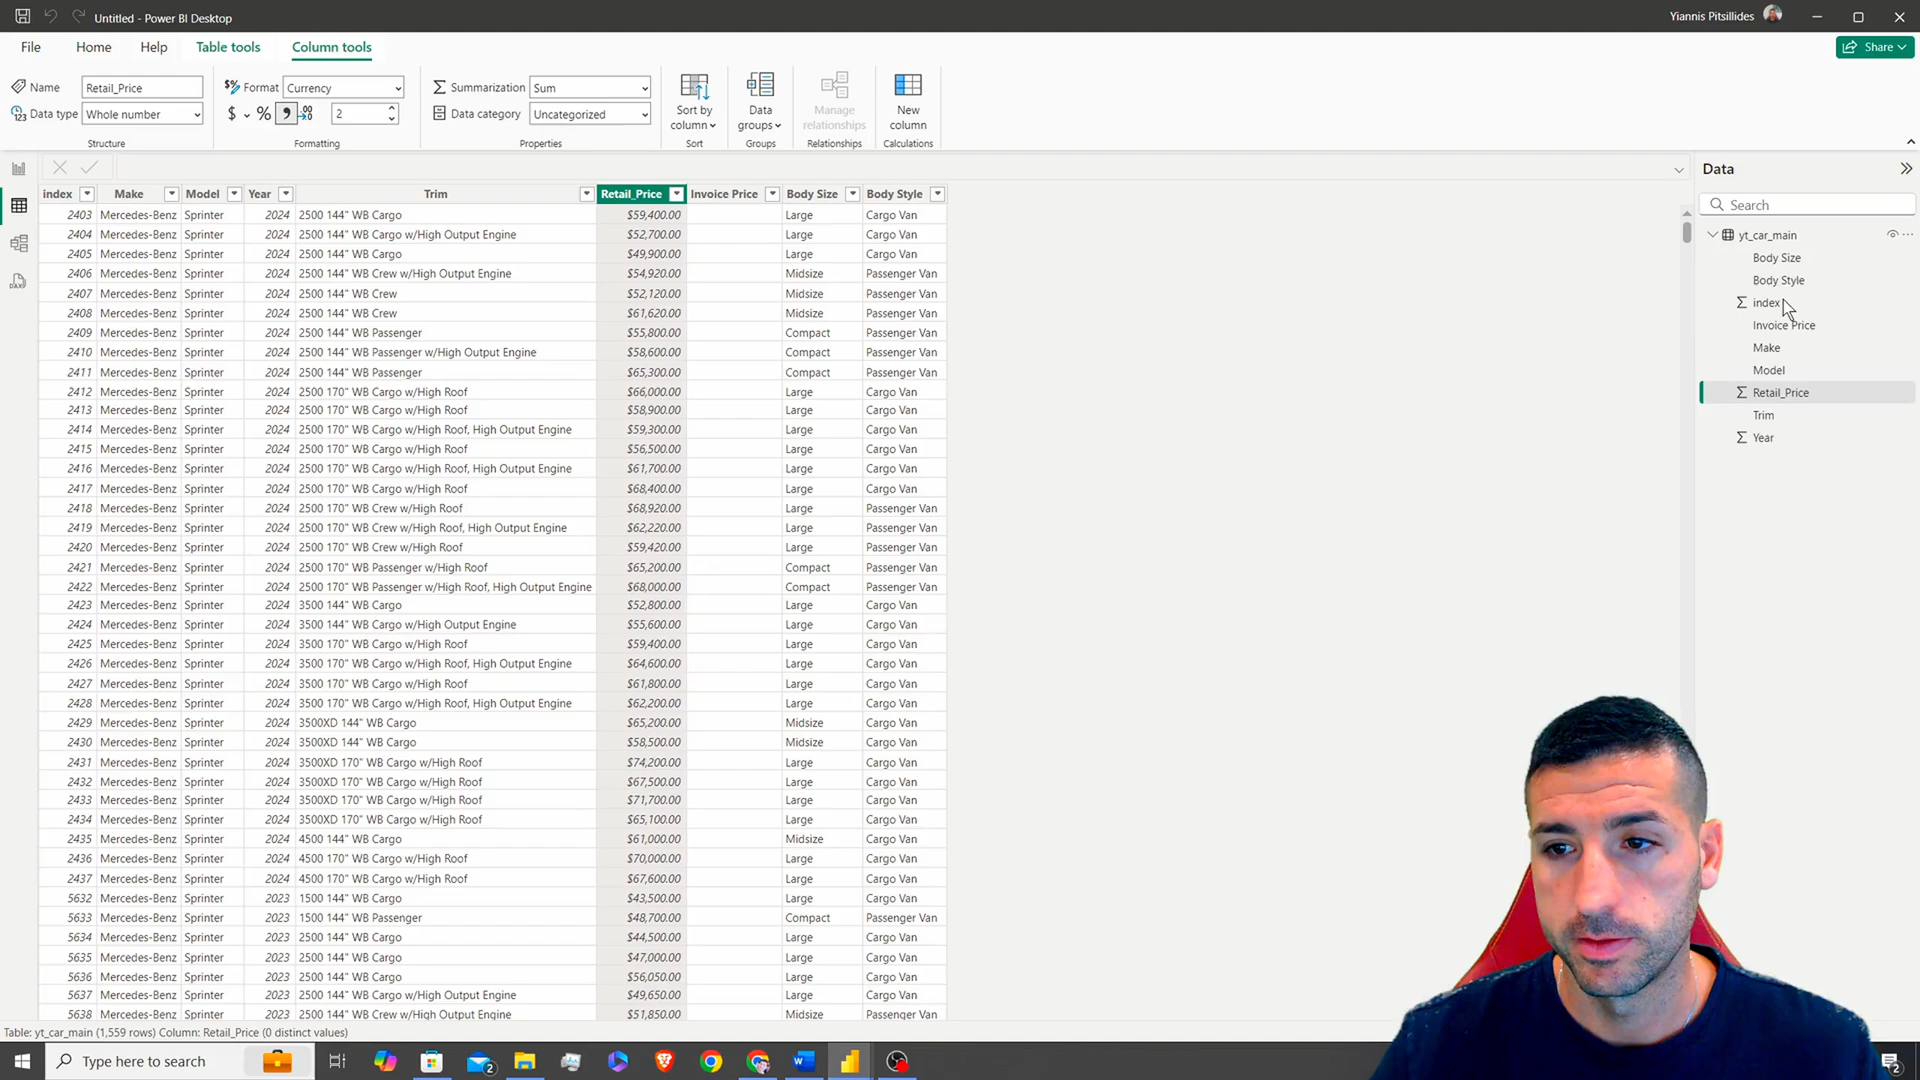 Untitled - Power BI Desktop
Yiannis Pitsillides
File Home Help Table tools Column tools Share
Name Retail_Price
Data type Whole number
Structure
Format Currency
$ % 9 .00 2
Formatting
Summarization Sum
Data category Uncategorized
Properties
Sort by column
Sort
Data groups
Groups
Manage relationships
Relationships
New column
Calculations
index Make Model Year Trim Retail_Price Invoice Price Body Size Body Style
2403 Mercedes-Benz Sprinter 2024 2500 144" WB Cargo $59,400.00 Large Cargo Van
2404 Mercedes-Benz Sprinter 2024 2500 144" WB Cargo w/High Output Engine $52,700.00 Large Cargo Van
2405 Mercedes-Benz Sprinter 2024 2500 144" WB Cargo $49,900.00 Large Cargo Van
2406 Mercedes-Benz Sprinter 2024 2500 144" WB Crew w/High Output Engine $54,920.00 Midsize Passenger Van
2407 Mercedes-Benz Sprinter 2024 2500 144" WB Crew $52,120.00 Midsize Passenger Van
2408 Mercedes-Benz Sprinter 2024 2500 144" WB Crew $61,620.00 Midsize Passenger Van
2409 Mercedes-Benz Sprinter 2024 2500 144" WB Passenger $55,800.00 Compact Passenger Van
2410 Mercedes-Benz Sprinter 2024 2500 144" WB Passenger w/High Output Engine $58,600.00 Compact Passenger Van
2411 Mercedes-Benz Sprinter 2024 2500 144" WB Passenger $65,300.00 Compact Passenger Van
2412 Mercedes-Benz Sprinter 2024 2500 170" WB Cargo w/High Roof $66,000.00 Large Cargo Van
2413 Mercedes-Benz Sprinter 2024 2500 170" WB Cargo w/High Roof $58,900.00 Large Cargo Van
2414 Mercedes-Benz Sprinter 2024 2500 170" WB Cargo w/High Roof, High Output Engine $59,300.00 Large Cargo Van
2415 Mercedes-Benz Sprinter 2024 2500 170" WB Cargo w/High Roof $56,500.00 Large Cargo Van
2416 Mercedes-Benz Sprinter 2024 2500 170" WB Cargo w/High Roof, High Output Engine $61,700.00 Large Cargo Van
2417 Mercedes-Benz Sprinter 2024 2500 170" WB Cargo w/High Roof $68,400.00 Large Cargo Van
2418 Mercedes-Benz Sprinter 2024 2500 170" WB Crew w/High Roof $68,920.00 Large Passenger Van
2419 Mercedes-Benz Sprinter 2024 2500 170" WB Crew w/High Roof, High Output Engine $62,220.00 Large Passenger Van
2420 Mercedes-Benz Sprinter 2024 2500 170" WB Crew w/High Roof $59,420.00 Large Passenger Van
2421 Mercedes-Benz Sprinter 2024 2500 170" WB Passenger w/High Roof $65,200.00 Compact Passenger Van
2422 Mercedes-Benz Sprinter 2024 2500 170" WB Passenger w/High Roof, High Output Engine $68,000.00 Compact Passenger Van
2423 Mercedes-Benz Sprinter 2024 3500 144" WB Cargo $52,800.00 Large Cargo Van
2424 Mercedes-Benz Sprinter 2024 3500 144" WB Cargo w/High Output Engine $55,600.00 Large Cargo Van
2425 Mercedes-Benz Sprinter 2024 3500 170" WB Cargo w/High Roof $59,400.00 Large Cargo Van
2426 Mercedes-Benz Sprinter 2024 3500 170" WB Cargo w/High Roof, High Output Engine $64,600.00 Large Cargo Van
2427 Mercedes-Benz Sprinter 2024 3500 170" WB Cargo w/High Roof $61,800.00 Large Cargo Van
2428 Mercedes-Benz Sprinter 2024 3500 170" WB Cargo w/High Roof, High Output Engine $62,200.00 Large Cargo Van
2429 Mercedes-Benz Sprinter 2024 3500XD 144" WB Cargo $65,200.00 Midsize Cargo Van
2430 Mercedes-Benz Sprinter 2024 3500XD 144" WB Cargo $58,500.00 Midsize Cargo Van
2431 Mercedes-Benz Sprinter 2024 3500XD 170" WB Cargo w/High Roof $74,200.00 Large Cargo Van
2432 Mercedes-Benz Sprinter 2024 3500XD 170" WB Cargo w/High Roof $67,500.00 Large Cargo Van
2433 Mercedes-Benz Sprinter 2024 3500XD 170" WB Cargo w/High Roof $71,700.00 Large Cargo Van
2434 Mercedes-Benz Sprinter 2024 3500XD 170" WB Cargo w/High Roof $65,100.00 Large Cargo Van
2435 Mercedes-Benz Sprinter 2024 4500 144" WB Cargo $61,000.00 Midsize Cargo Van
2436 Mercedes-Benz Sprinter 2024 4500 170" WB Cargo w/High Roof $70,000.00 Large Cargo Van
2437 Mercedes-Benz Sprinter 2024 4500 170" WB Cargo w/High Roof $67,600.00 Large Cargo Van
5632 Mercedes-Benz Sprinter 2023 1500 144" WB Cargo $43,500.00 Large Cargo Van
5633 Mercedes-Benz Sprinter 2023 1500 144" WB Passenger $48,700.00 Compact Passenger Van
5634 Mercedes-Benz Sprinter 2023 2500 144" WB Cargo $44,500.00 Large Cargo Van
5635 Mercedes-Benz Sprinter 2023 2500 144" WB Cargo $47,000.00 Large Cargo Van
5636 Mercedes-Benz Sprinter 2023 2500 144" WB Cargo $56,050.00 Large Cargo Van
5637 Mercedes-Benz Sprinter 2023 2500 144" WB Cargo w/High Output Engine $49,650.00 Large Cargo Van
5638 Mercedes-Benz Sprinter 2023 2500 144" WB Crew w/High Output Engine $51,850.00 Midsize Passenger Van
Data
Search
yt_car_main
Body Size
Body Style
index
Invoice Price
Make
Model
Retail_Price
Trim
Year
Table: yt_car_main (1,559 rows) Column: Retail_Price (0 distinct values)
Type here to search
2
2